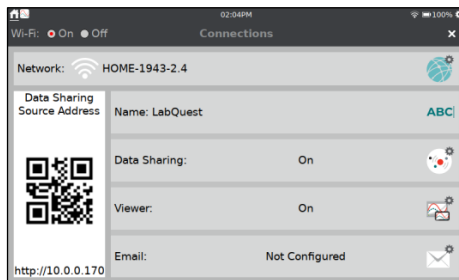 02:04PM
100%
Wi-Fi: On Off
Connections
Network: HOME-1943-2.4
Data Sharing
Source Address
http://10.0.0.170
Name: LabQuest
ABC
Data Sharing: On
Viewer: On
Email: Not Configured